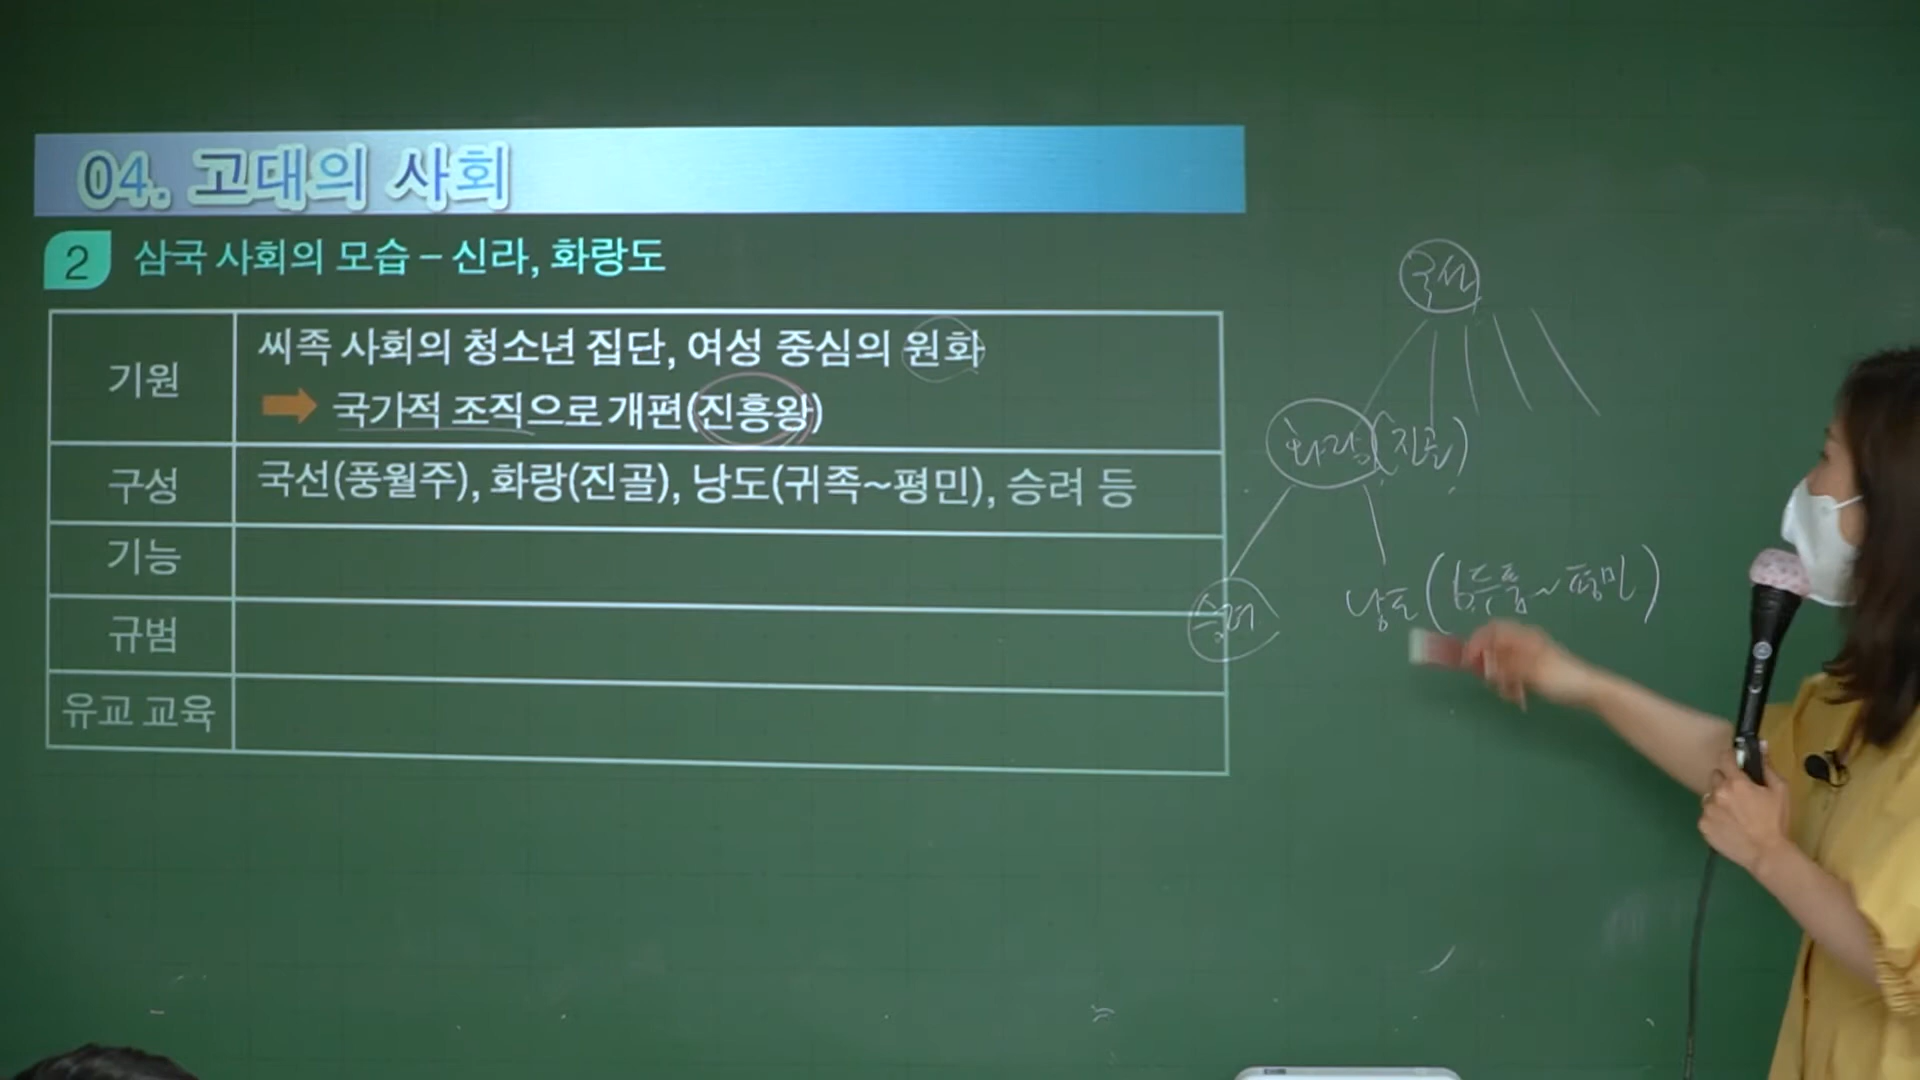 04. 고대의 사회
2 삼국 사회의 모습 – 신라, 화랑도
기원
씨족 사회의 청소년 집단, 여성 중심의 원화
국가적 조직으로 개편(진흥왕)
구성
국선(풍월주), 화랑(진골), 낭도(귀족~평민), 승려 등
기능
규범
유교 교육
국선
화랑(진골)
승려
낭도(6두품~평민)